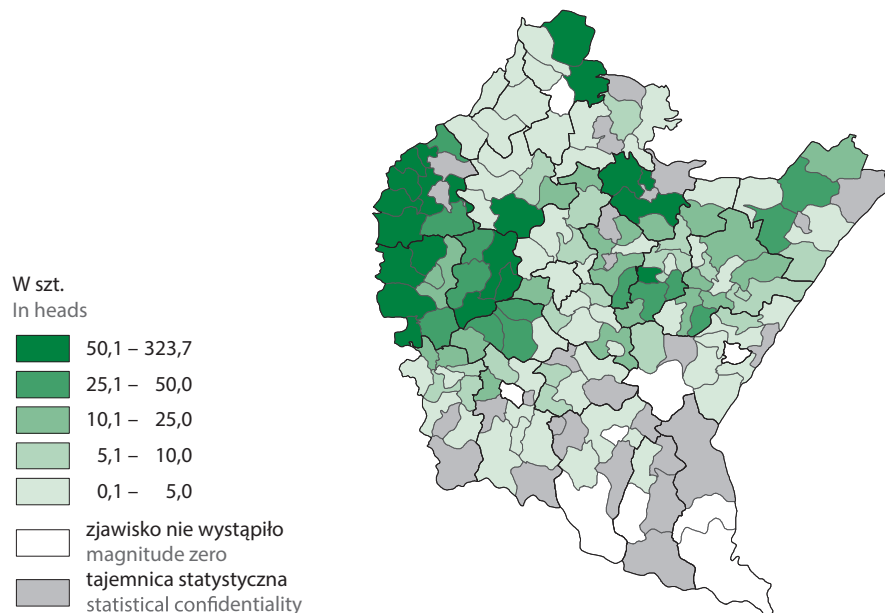 W szt.
In heads
50,1 – 323,7
25,1 – 50,0
10,1 – 25,0
5,1 – 10,0
0,1 – 5,0
zjawisko nie wystąpiło
magnitude zero
tajemnica statystyczna
statistical confidentiality